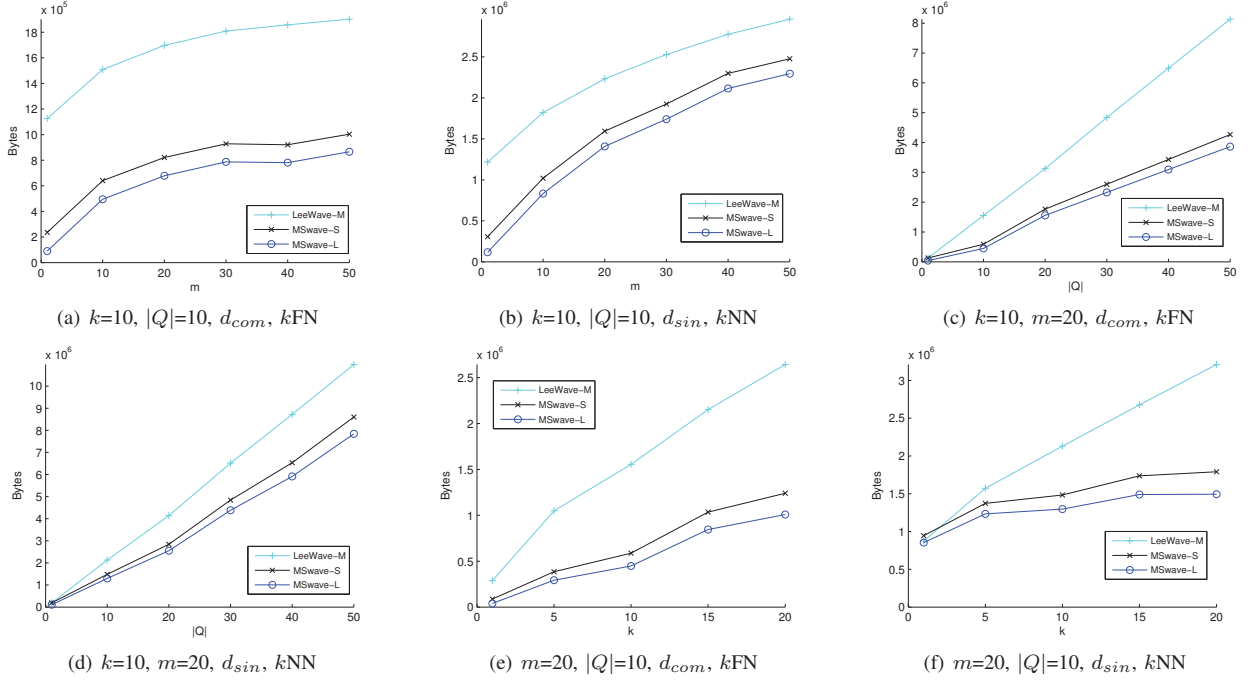 x 10^5
20
18
16
14
12
10
8
6
4
2
0
0 10 20 30 40 50
Bytes
m
LeeWave-M
MSwave-S
MSwave-L
(a) k=10, |Q|=10, d_com, kFN
x 10^6
2.5
2
1.5
1
0.5
0
0 10 20 30 40 50
Bytes
m
LeeWave-M
MSwave-S
MSwave-L
(b) k=10, |Q|=10, d_sin, kNN
x 10^6
8
7
6
5
4
3
2
1
0
0 10 20 30 40 50
Bytes
|Q|
LeeWave-M
MSwave-S
MSwave-L
(c) k=10, m=20, d_com, kFN
x 10^6
10
9
8
7
6
5
4
3
2
1
0
0 10 20 30 40 50
Bytes
|Q|
LeeWave-M
MSwave-S
MSwave-L
(d) k=10, m=20, d_sin, kNN
x 10^6
2.5
2
1.5
1
0.5
0
0 5 10 15 20
Bytes
k
LeeWave-M
MSwave-S
MSwave-L
(e) m=20, |Q|=10, d_com, kFN
x 10^6
3
2.5
2
1.5
1
0.5
0
0 5 10 15 20
Bytes
k
LeeWave-M
MSwave-S
MSwave-L
(f) m=20, |Q|=10, d_sin, kNN